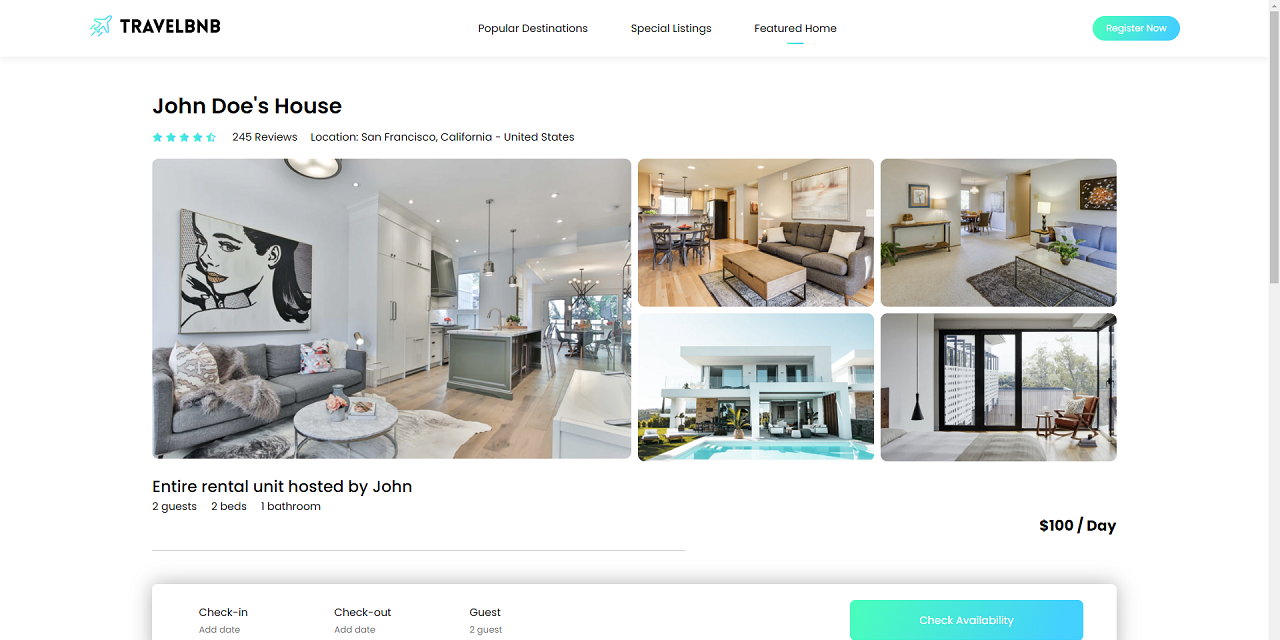 TRAVELBNB
Popular Destinations
Special Listings
Featured Home
Register Now
John Doe's House
245 Reviews
Location: San Francisco, California - United States
Entire rental unit hosted by John
2 guests
2 beds
1 bathroom
$100 / Day
Check-in
Check-out
Guest
Add date
Add date
2 guest
Check Availability